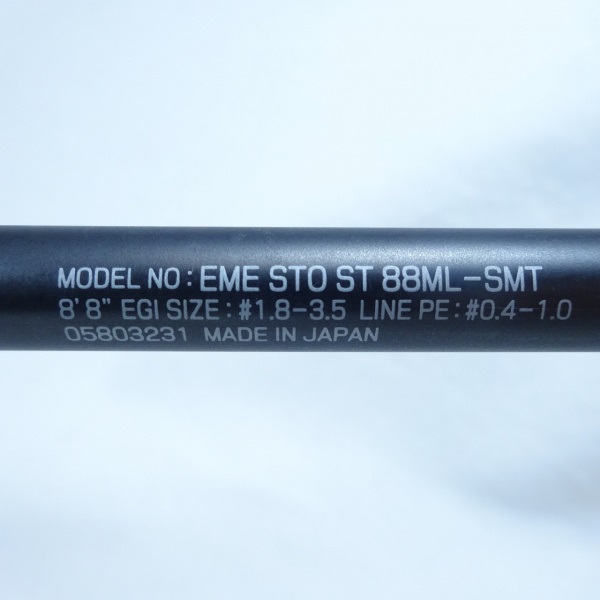 MODEL NO : EME STO ST 88ML-SMT
8'8" EGI SIZE : #1.8-3.5 LINE PE : #0.4-1.0
05803231 MADE IN JAPAN